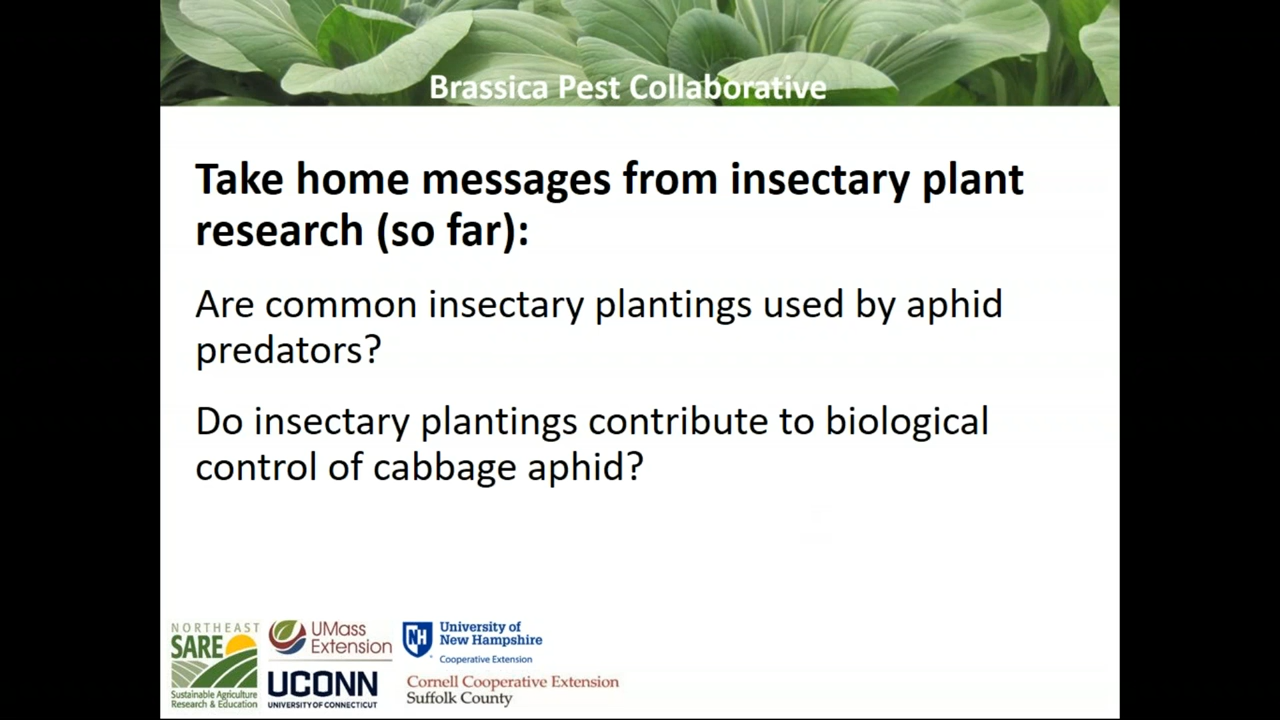 Brassica Pest Collaborative
Take home messages from insectary plant
research (so far):
Are common insectary plantings used by aphid
predators?
Do insectary plantings contribute to biological
control of cabbage aphid?
NORTHEAST
SARE
Sustainable Agriculture
Research & Education
UMass
Extension
UCONN
UNIVERSITY OF CONNECTICUT
NH
University of
New Hampshire
Cooperative Extension
Cornell Cooperative Extension
Suffolk County